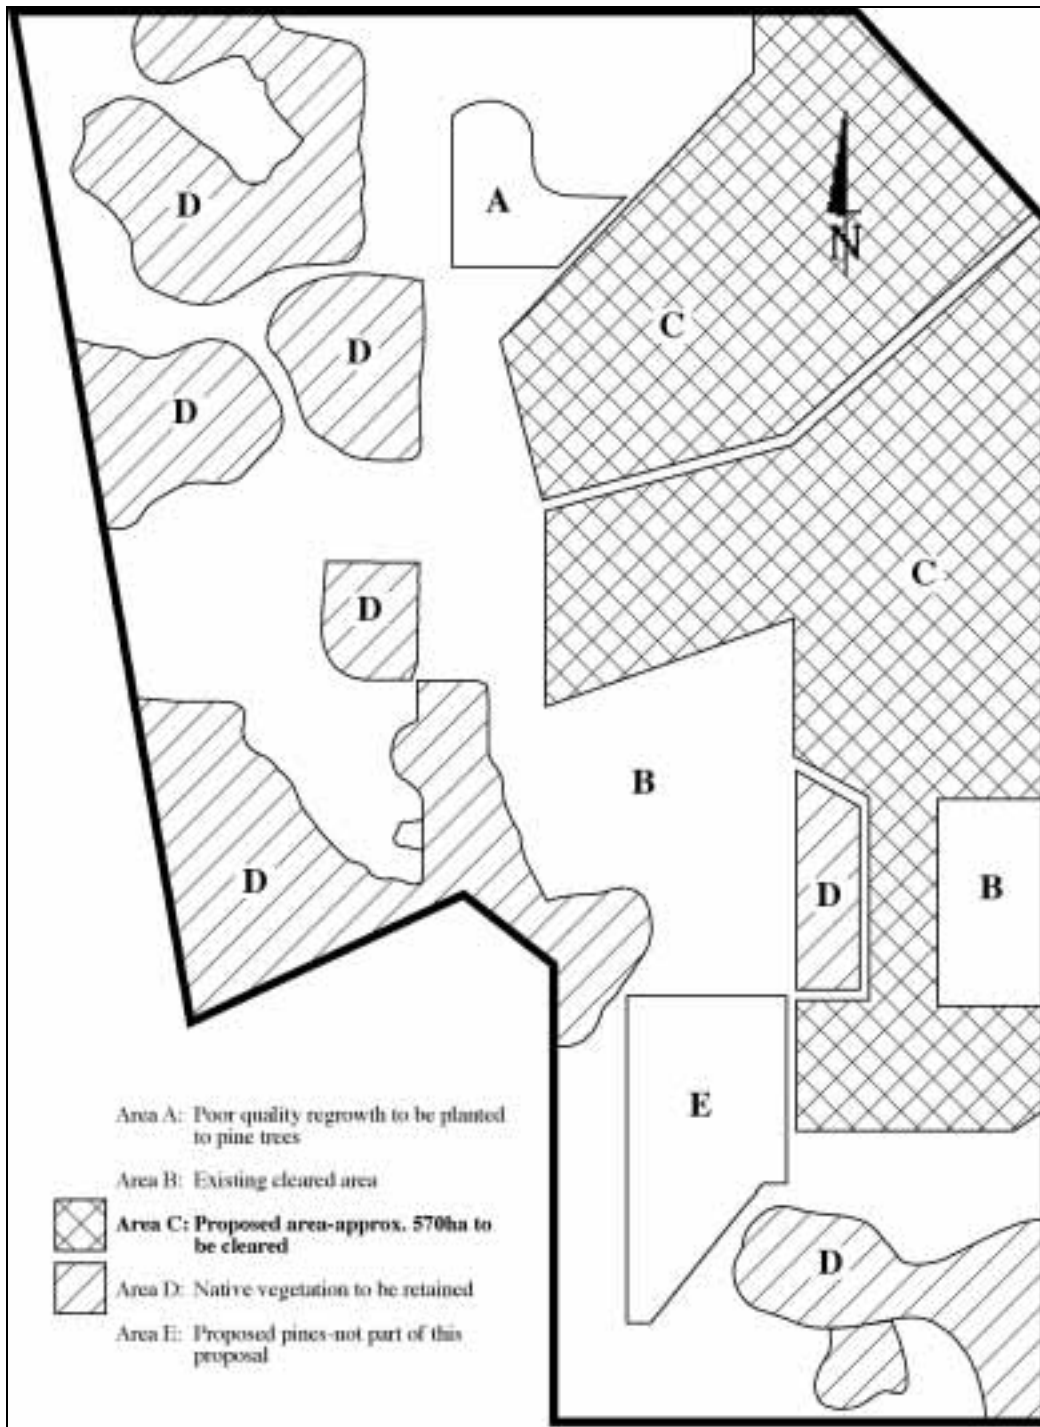 A
N
D
C
D
D
C
D
B
D
D
B
E
Area A: Poor quality regrowth to be planted
to pine trees
Area B: Existing cleared area
Area C: Proposed area-approx. 570ha to
be cleared
D
Area D: Native vegetation to be retained
Area E: Proposed pines-not part of this
proposal